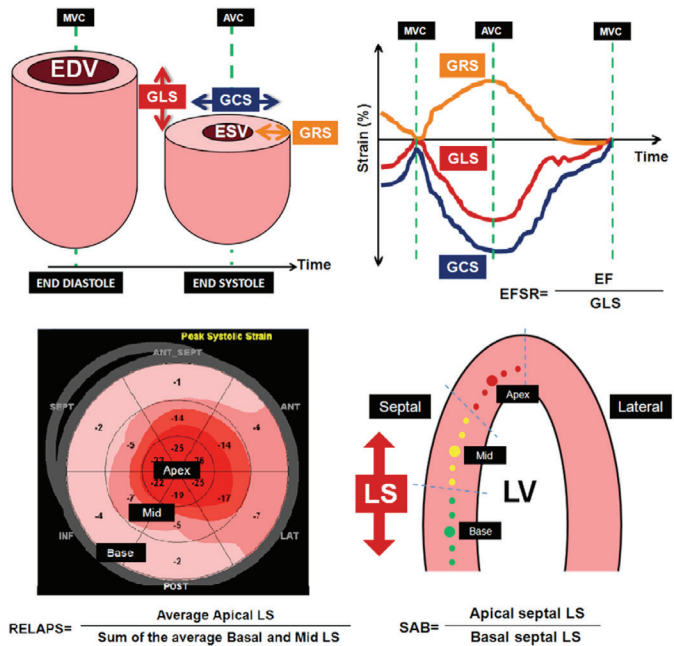 MVC
AVC
EDV
GLS
GCS
ESV
GRS
Time
END DIASTOLE
END SYSTOLE
MVC
AVC
MVC
GRS
Strain (%)
Time
GLS
GCS
EFSR= EF
GLS
Peak Systolic Strain
ANT_SEPT
SEPT
ANT
-1
-2
-4
-14
-5
-14
-25
Apex
-22
-25
-19
-7
-17
Mid
-4
-5
-7
INF
Base
-2
LAT
POST
Septal
Apex
Lateral
Mid
LS
LV
Base
RELAPS= Average Apical LS
Sum of the average Basal and Mid LS
SAB= Apical septal LS
Basal septal LS